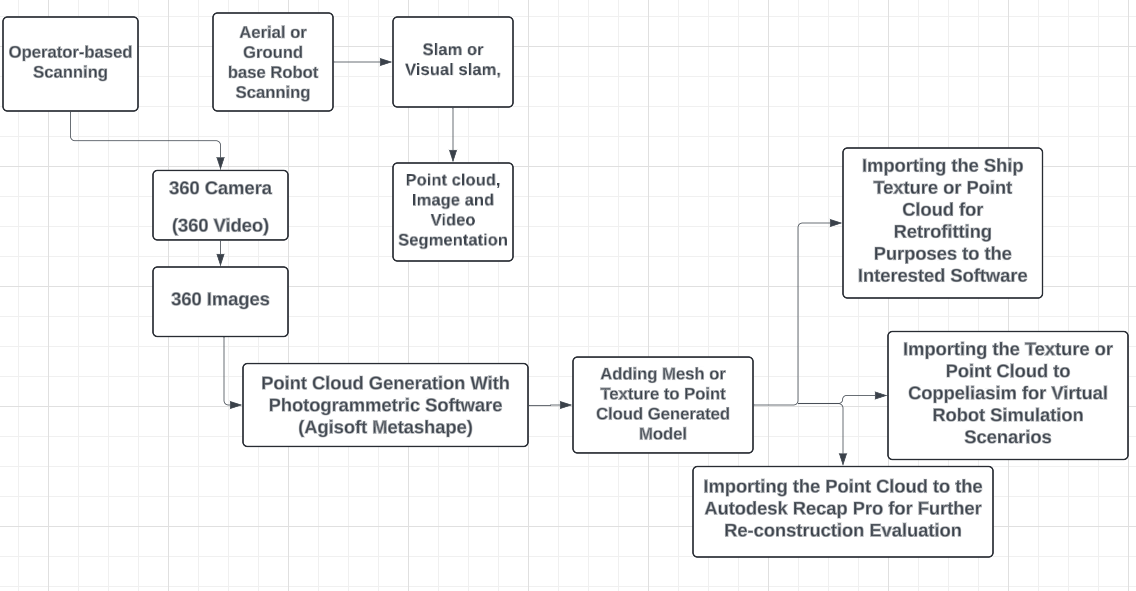 Operator-based
Scanning
Aerial or
Ground
base Robot
Scanning
Slam or
Visual slam,
360 Camera
(360 Video)
Point cloud,
Image and
Video
Segmentation
360 Images
Point Cloud Generation With
Photogrammetric Software
(Agisoft Metashape)
Adding Mesh or
Texture to Point
Cloud Generated
Model
Importing the Ship
Texture or Point
Cloud for
Retrofitting
Purposes to the
Interested Software
Importing the Texture or
Point Cloud to
Coppeliasim for Virtual
Robot Simulation
Scenarios
Importing the Point Cloud to the
Autodesk Recap Pro for Further
Re-construction Evaluation